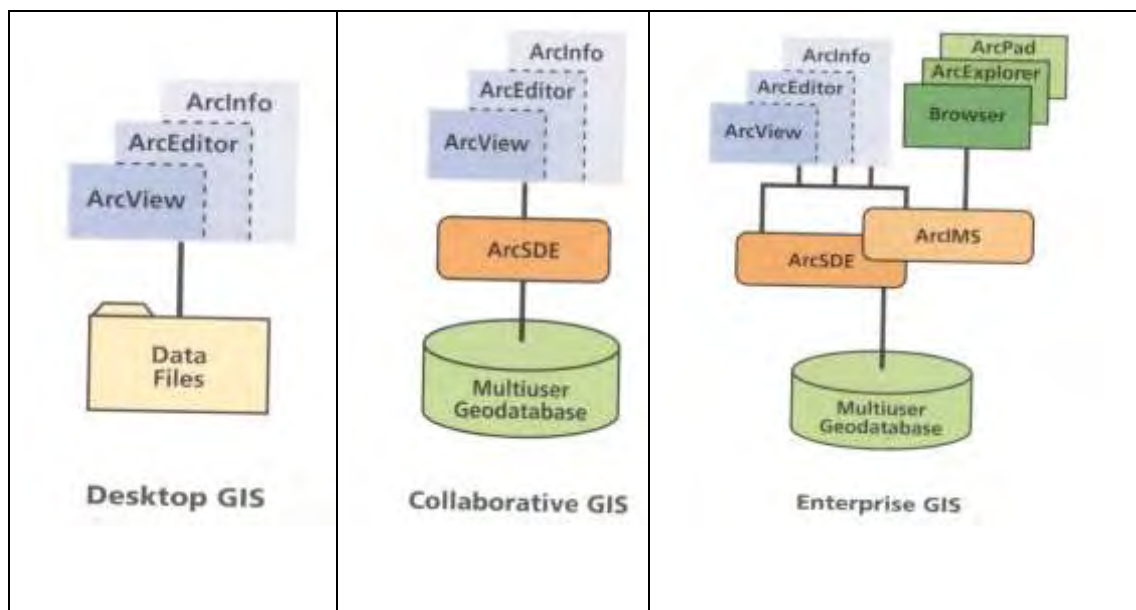 ArcInfo
ArcEditor
ArcView
Data
Files
Desktop GIS
ArcInfo
ArcEditor
ArcView
ArcSDE
Multiuser
Geodatabase
Collaborative GIS
ArcInfo
ArcEditor
ArcView
ArcPad
ArcExplorer
Browser
ArcIMS
ArcSDE
Multiuser
Geodatabase
Enterprise GIS